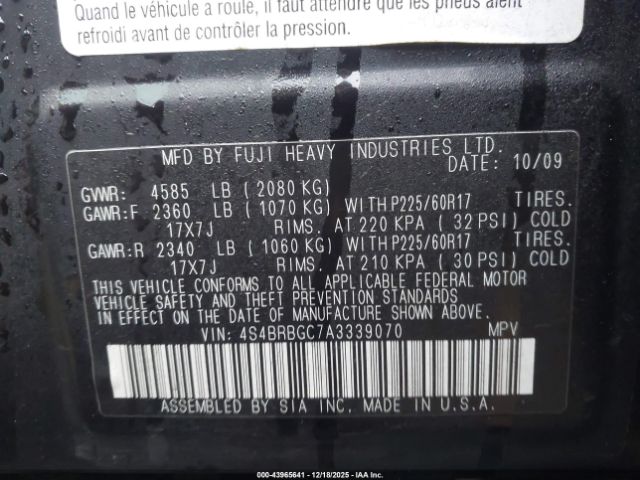 Quand le véhicule a roulé, il faut attendre que les pneus aient
refroidi avant de contrôler la pression.
MFD BY FUJI HEAVY INDUSTRIES LTD.
DATE: 10/09
GVWR: 4585 LB (2080 KG)
GAWR:F 2360 LB (1070 KG) WITH P225/60R17 TIRES.
17X7J RIMS. AT 220 KPA (32 PSI) COLD
GAWR:R 2340 LB (1060 KG) WITH P225/60R17 TIRES.
17X7J RIMS. AT 210 KPA (30 PSI) COLD
THIS VEHICLE CONFORMS TO ALL APPLICABLE FEDERAL MOTOR
VEHICLE SAFETY AND THEFT PREVENTION STANDARDS IN
EFFECT ON THE DATE OF MANUFACTURE SHOWN ABOVE.
VIN: 4S4BRBGC7A3339070 MPV
ASSEMBLED BY SIA INC. MADE IN U.S.A.
000-43965641 - 12/18/2025 - IAA Corp.